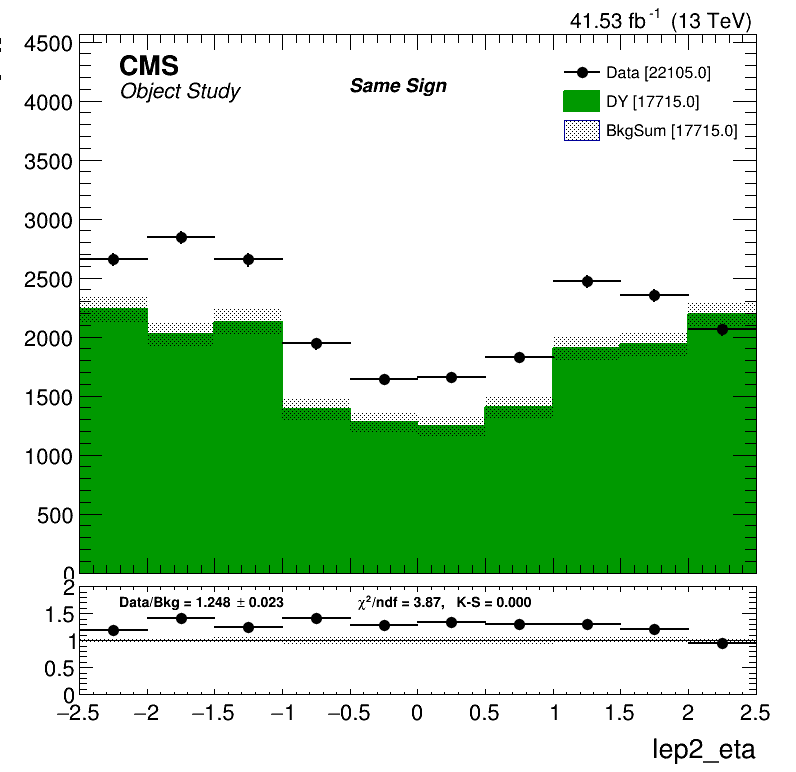 41.53 fb⁻¹ (13 TeV)
CMS
Object Study
Same Sign
Data [22105.0]
DY [17715.0]
BkgSum [17715.0]
4500
4000
3500
3000
2500
2000
1500
1000
500
0
Data/Bkg = 1.248 ± 0.023
χ²/ndf = 3.87, K-S = 0.000
2
1.5
1
0.5
0
−2.5 −2 −1.5 −1 −0.5 0 0.5 1 1.5 2 2.5
lep2_eta